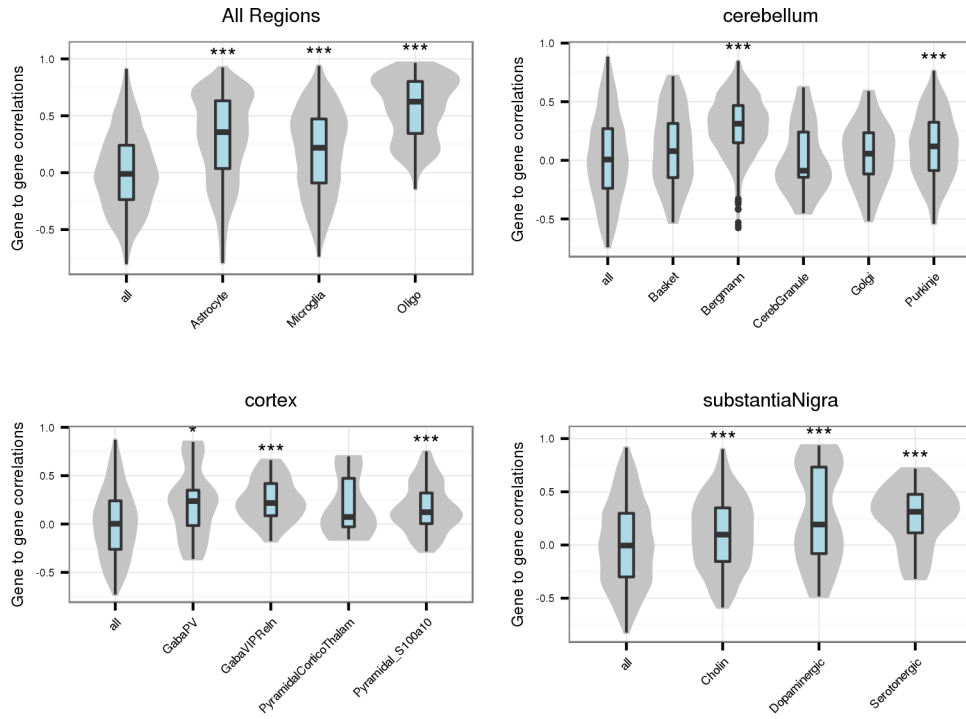 All Regions
Gene to gene correlations
1.0
0.5
0.0
-0.5
*** *** ***
all Astrocyte Microglia Oligo
cerebellum
Gene to gene correlations
1.0
0.5
0.0
-0.5
*** ***
all Basket Bergmann CerebGranule Golgi Purkinje
cortex
Gene to gene correlations
1.0
0.5
0.0
-0.5
* *** ***
all GabaPV GabaVIPReln PyramidalCorticoThalam Pyramidal_S100a10
substantiaNigra
Gene to gene correlations
1.0
0.5
0.0
-0.5
*** *** ***
all Cholin Dopaminergic Serotonergic